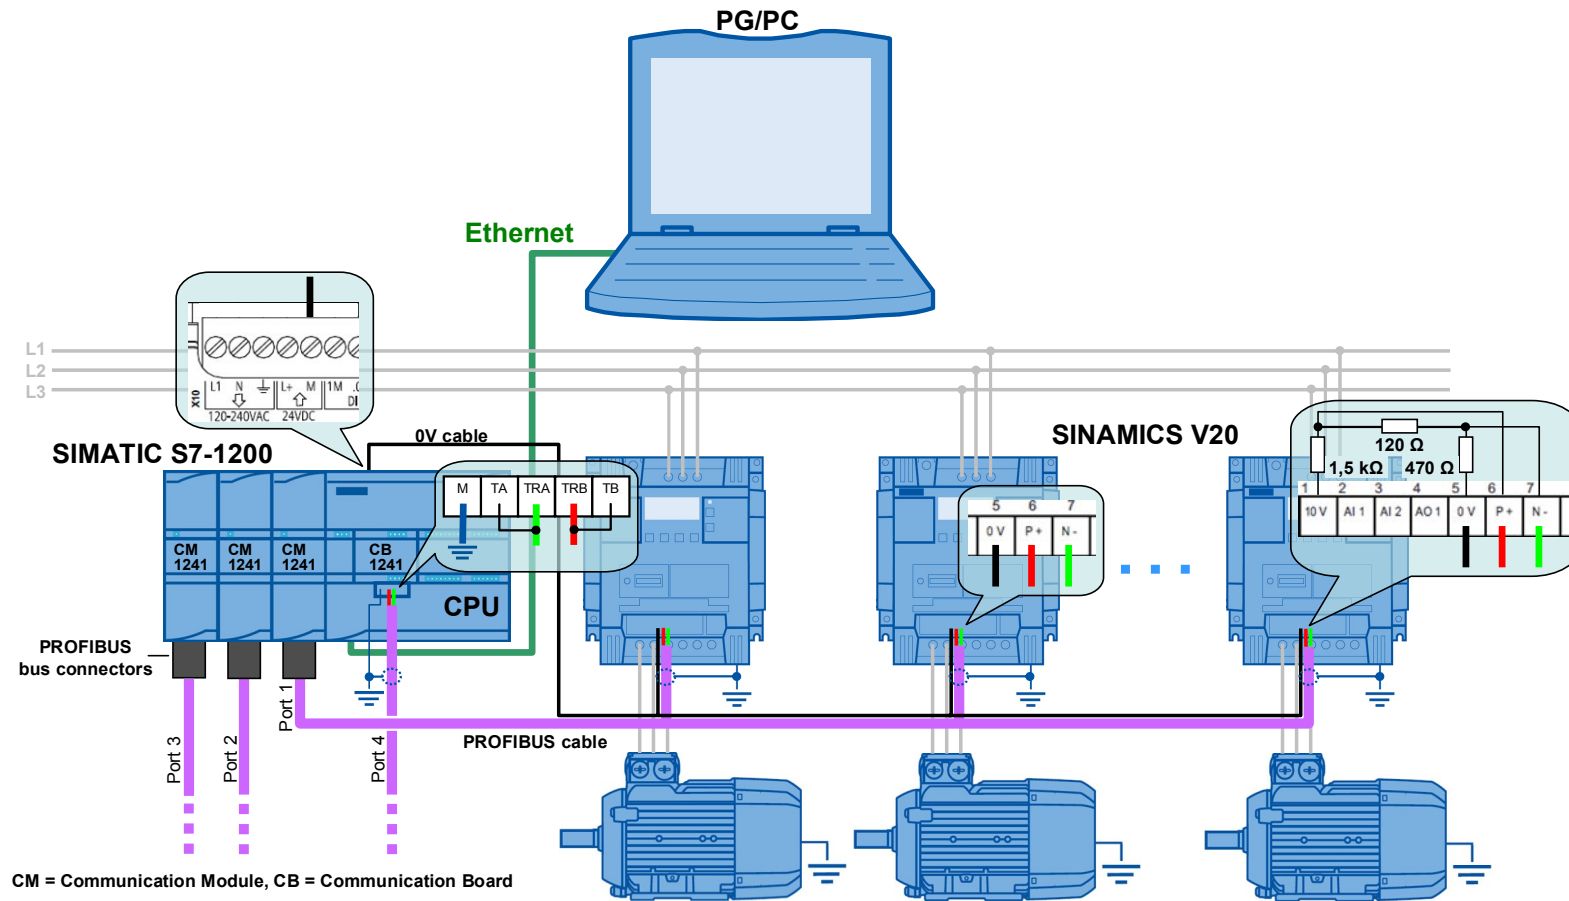 PG/PC
Ethernet
L1
L2
L3
X10
L1 N L+ M 1M .0
DI
120-240VAC 24VDC
0V cable
SIMATIC S7-1200
SINAMICS V20
M TA TRA TRB TB
120 Ω
1,5 kΩ 470 Ω
1 2 3 4 5 6 7
10 V AI 1 AI 2 AO 1 0 V P + N -
5 6 7
0 V P + N -
CM
1241
CM
1241
CM
1241
CB
1241
CPU
PROFIBUS
bus connectors
Port 3
Port 2
Port 1
Port 4
PROFIBUS cable
CM = Communication Module, CB = Communication Board